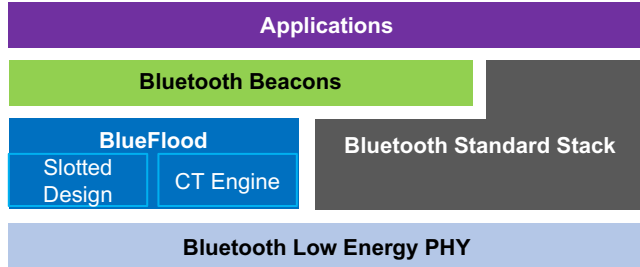 Applications
Bluetooth Beacons
BlueFlood
Bluetooth Standard Stack
Slotted
Design
CT Engine
Bluetooth Low Energy PHY